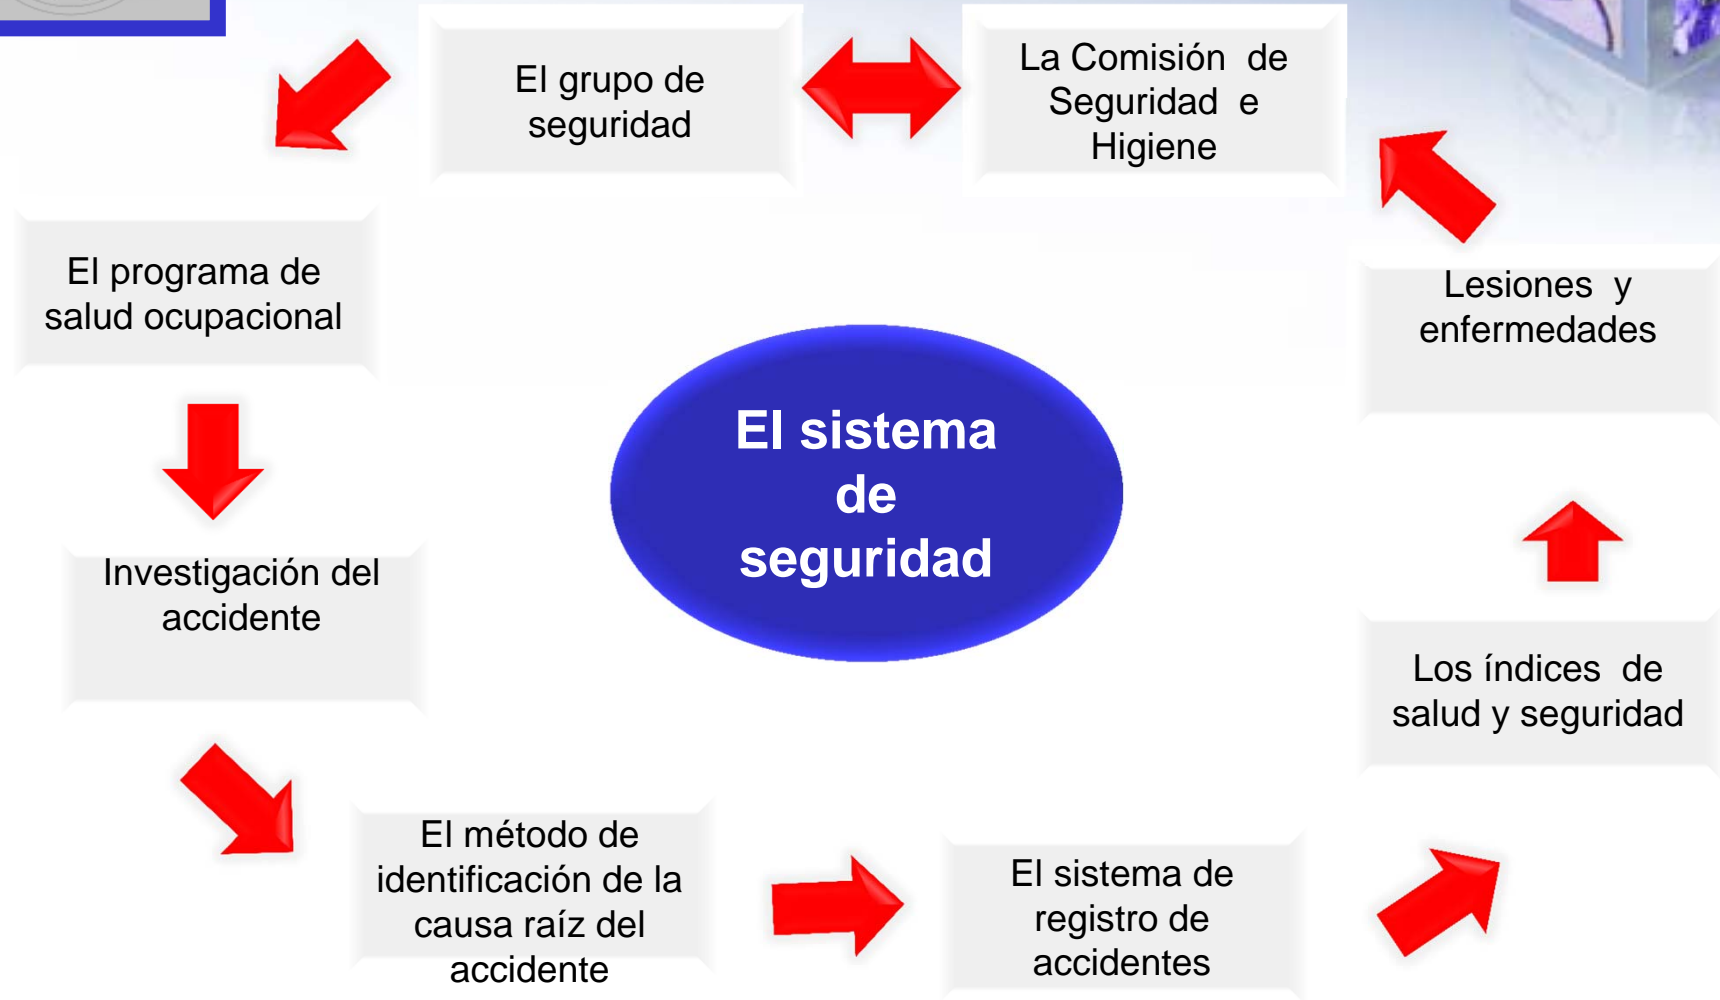 El grupo de
seguridad
La Comisión de
Seguridad e
Higiene
El programa de
salud ocupacional
Lesiones y
enfermedades
El sistema
de
seguridad
Investigación del
accidente
Los índices de
salud y seguridad
El método de
identificación de la
causa raíz del
accidente
El sistema de
registro de
accidentes